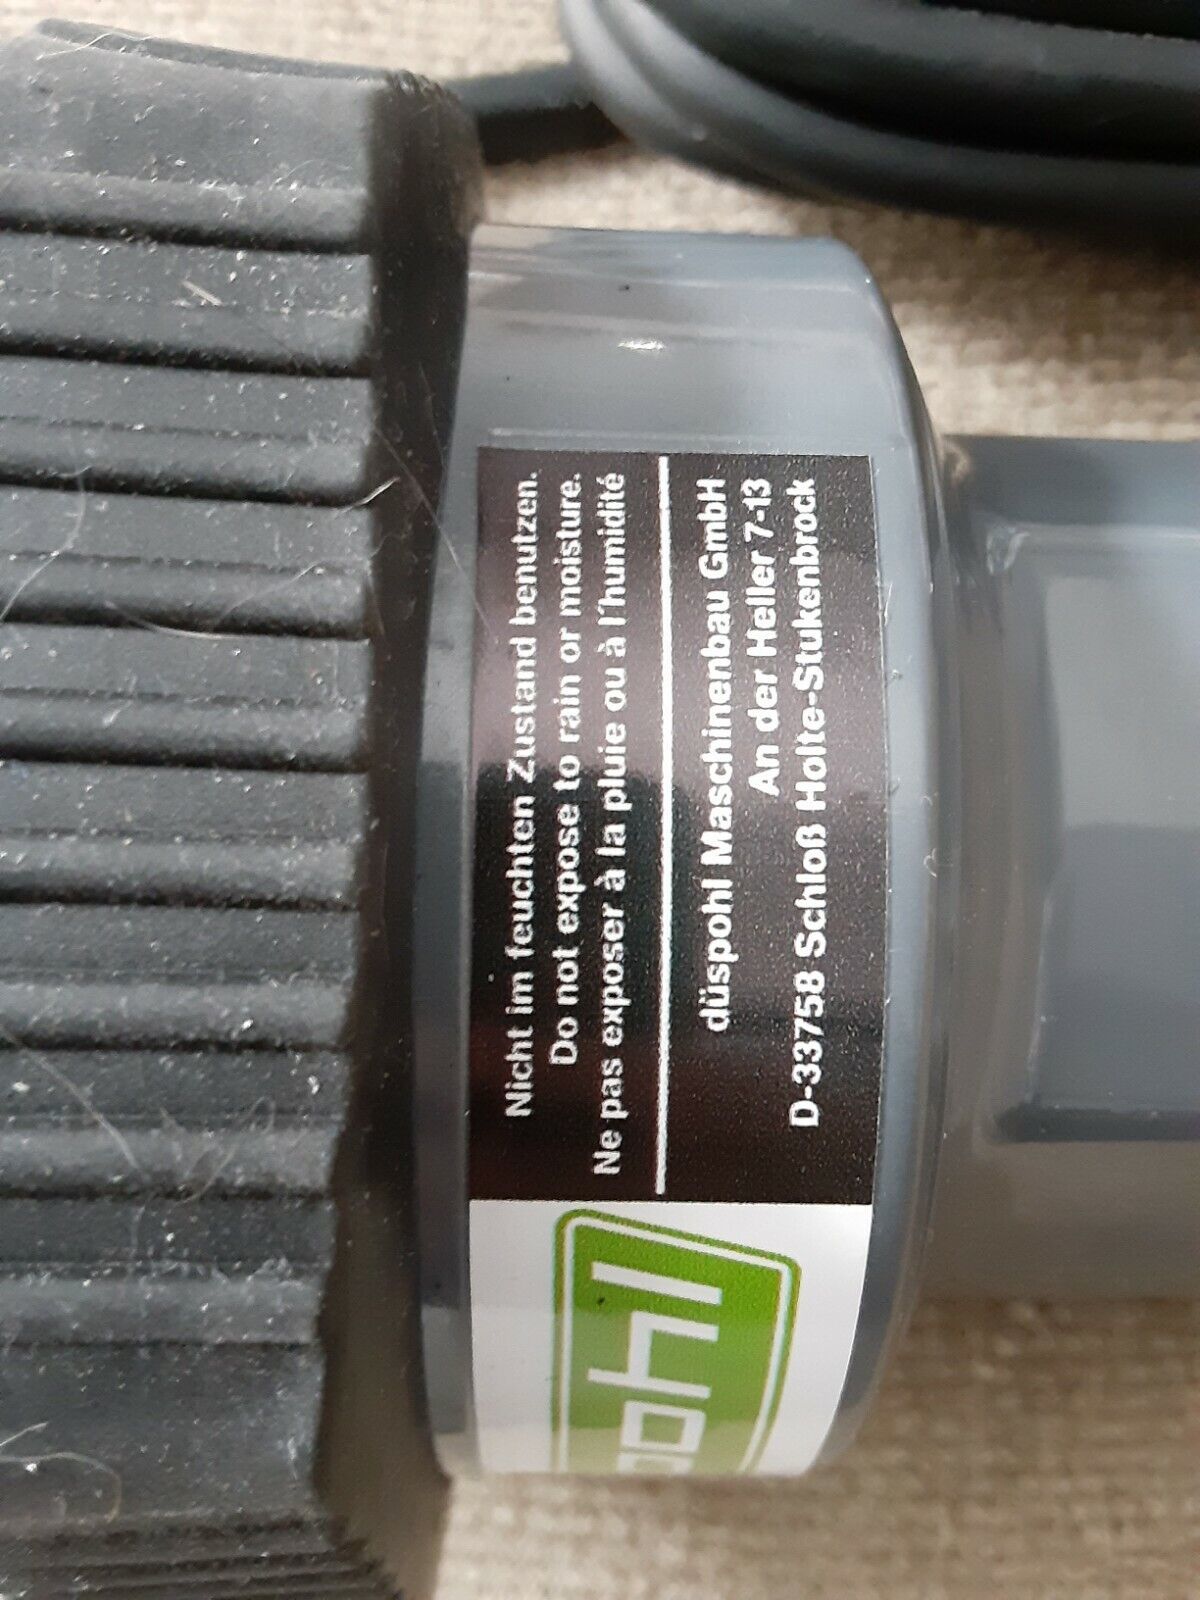 Nicht im feuchten Zustand benutzen.
Do not expose to rain or moisture.
Ne pas exposer à la pluie ou à l'humidité
düspohl Maschinenbau GmbH
An der Heller 7-13
D-33758 Schloß Holte-Stukenbrock